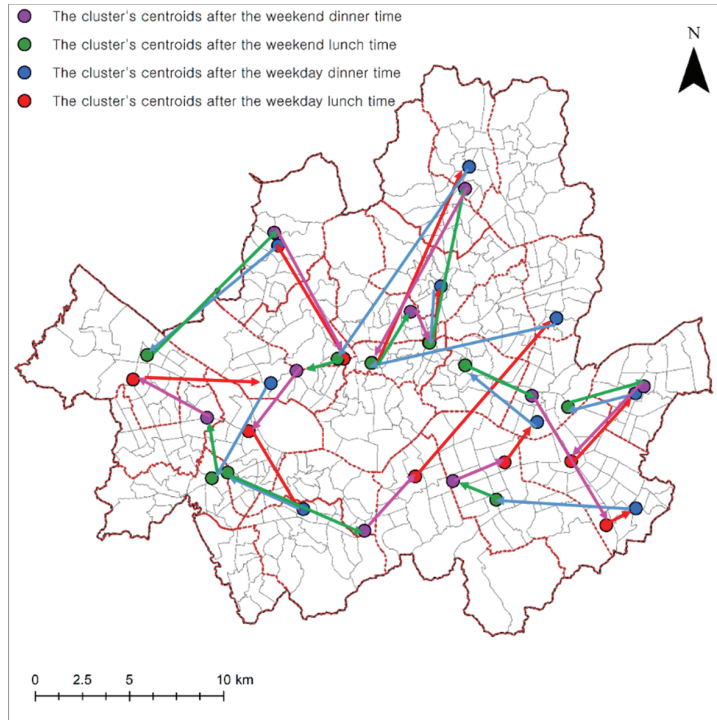 The cluster's centroids after the weekend dinner time
The cluster's centroids after the weekend lunch time
The cluster's centroids after the weekday dinner time
The cluster's centroids after the weekday lunch time
N
0 2.5 5 10 km